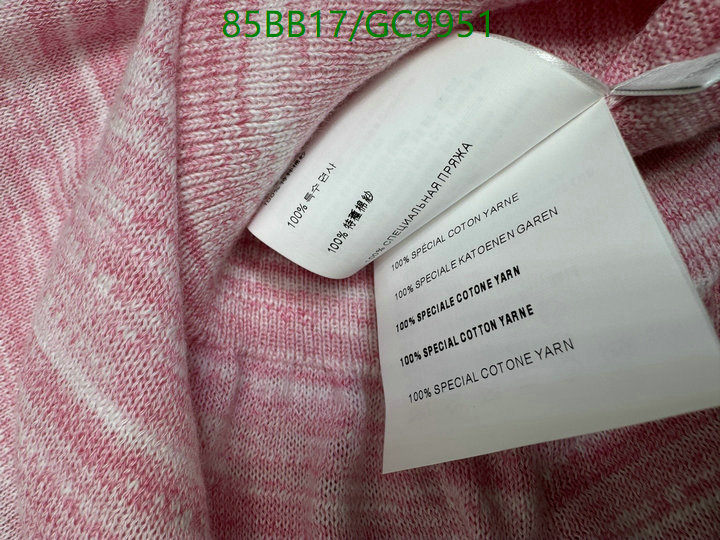 85BB17/GC9951
100% 특수 면사
100% 特種棉紗
100% СПЕЦИАЛЬНАЯ ПРЯЖА
100% SPÉCIAL COTON YARNE
100% SPECIALE KATOENEN GAREN
100% SPECIALE COTONE YARN
100% SPECIAL COTTON YARNE
100% SPECIAL COTONE YARN